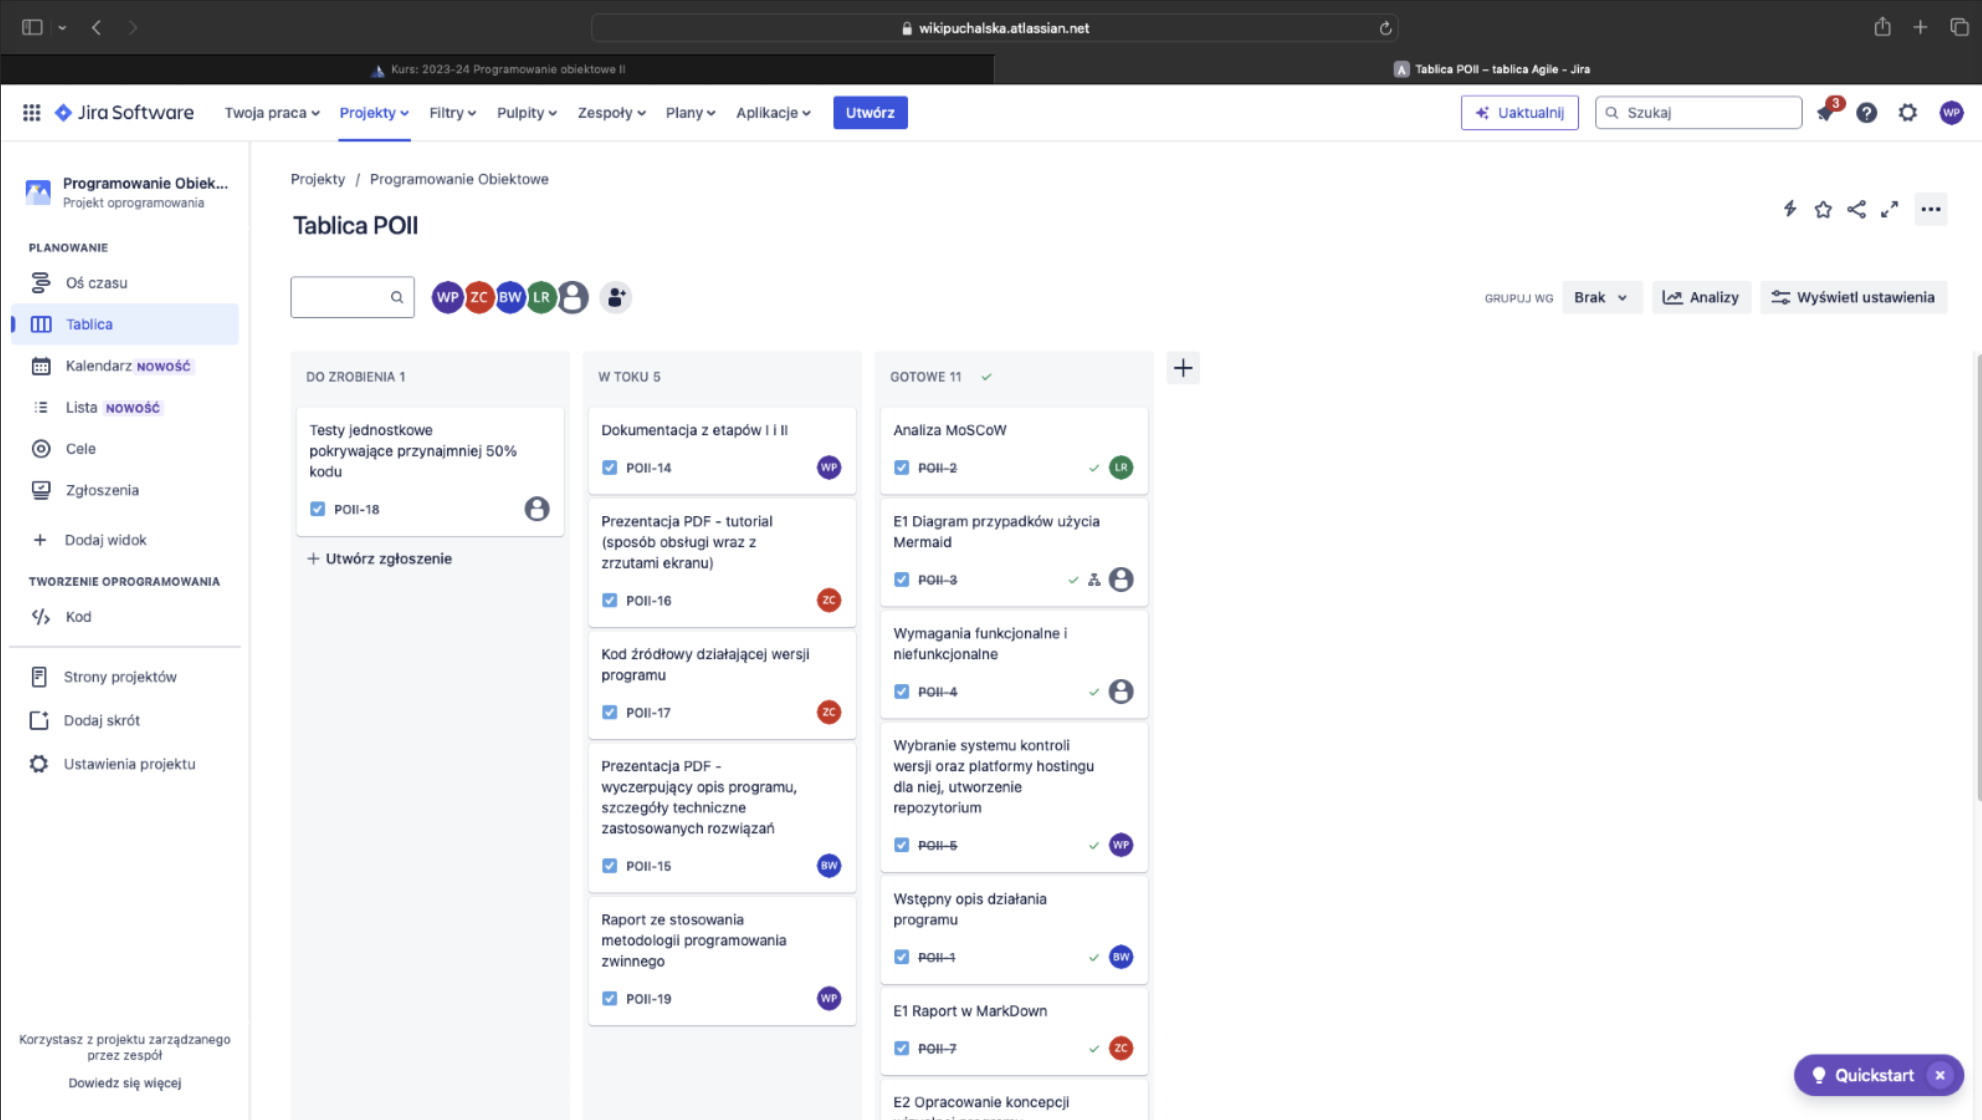 wikipuchalska.atlassian.net
Kurs: 2023-24 Programowanie obiektowe II
A Tablica POII – tablica Agile - Jira
Jira Software
Twoja praca
Projekty
Filtry
Pulpity
Zespoły
Plany
Aplikacje
Utwórz
Uaktualnij
Szukaj
3
WP
Programowanie Obiek...
Projekt oprogramowania
PLANOWANIE
Oś czasu
Tablica
Kalendarz NOWOŚĆ
Lista NOWOŚĆ
Cele
Zgłoszenia
Dodaj widok
TWORZENIE OPROGRAMOWANIA
Kod
Strony projektów
Dodaj skrót
Ustawienia projektu
Korzystasz z projektu zarządzanego
przez zespół
Dowiedz się więcej
Projekty / Programowanie Obiektowe
Tablica POII
WP ZC BW LR
GRUPUJ WG
Brak
Analizy
Wyświetl ustawienia
DO ZROBIENIA 1
Testy jednostkowe
pokrywające przynajmniej 50%
kodu
POII-18
Utwórz zgłoszenie
W TOKU 5
Dokumentacja z etapów I i II
POII-14
WP
Prezentacja PDF - tutorial
(sposób obsługi wraz z
zrzutami ekranu)
POII-16
ZC
Kod źródłowy działającej wersji
programu
POII-17
ZC
Prezentacja PDF -
wyczerpujący opis programu,
szczegóły techniczne
zastosowanych rozwiązań
POII-15
BW
Raport ze stosowania
metodologii programowania
zwinnego
POII-19
WP
GOTOWE 11
Analiza MoSCoW
POII-2
LR
E1 Diagram przypadków użycia
Mermaid
POII-3
Wymagania funkcjonalne i
niefunkcjonalne
POII-4
Wybranie systemu kontroli
wersji oraz platformy hostingu
dla niej, utworzenie
repozytorium
POII-5
WP
Wstępny opis działania
programu
POII-1
BW
E1 Raport w MarkDown
POII-7
ZC
E2 Opracowanie koncepcji
Quickstart